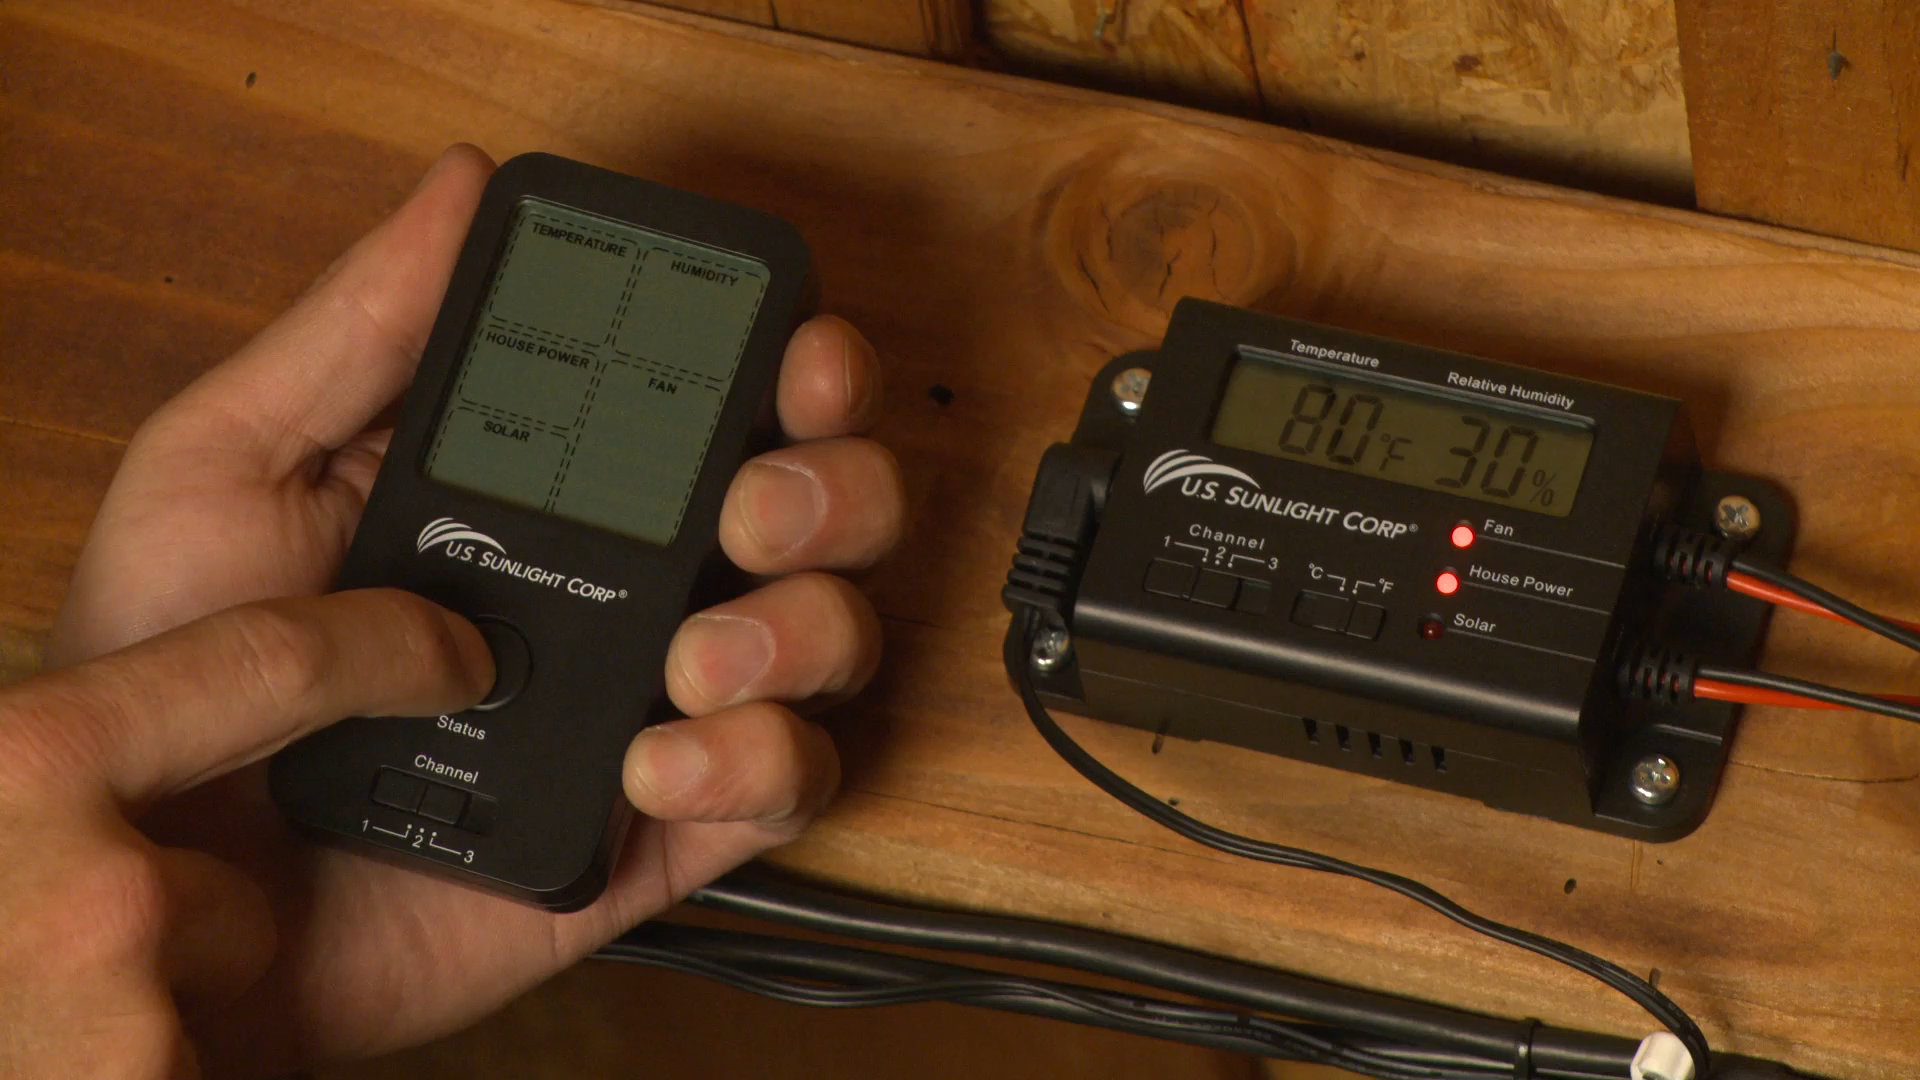 TEMPERATURE
HUMIDITY
HOUSE POWER
FAN
SOLAR
U.S. SUNLIGHT CORP®
Status
Channel
1 2 3
Temperature
Relative Humidity
80°F 30%
U.S. SUNLIGHT CORP®
Channel
1 2 3
°C °F
Fan
House Power
Solar